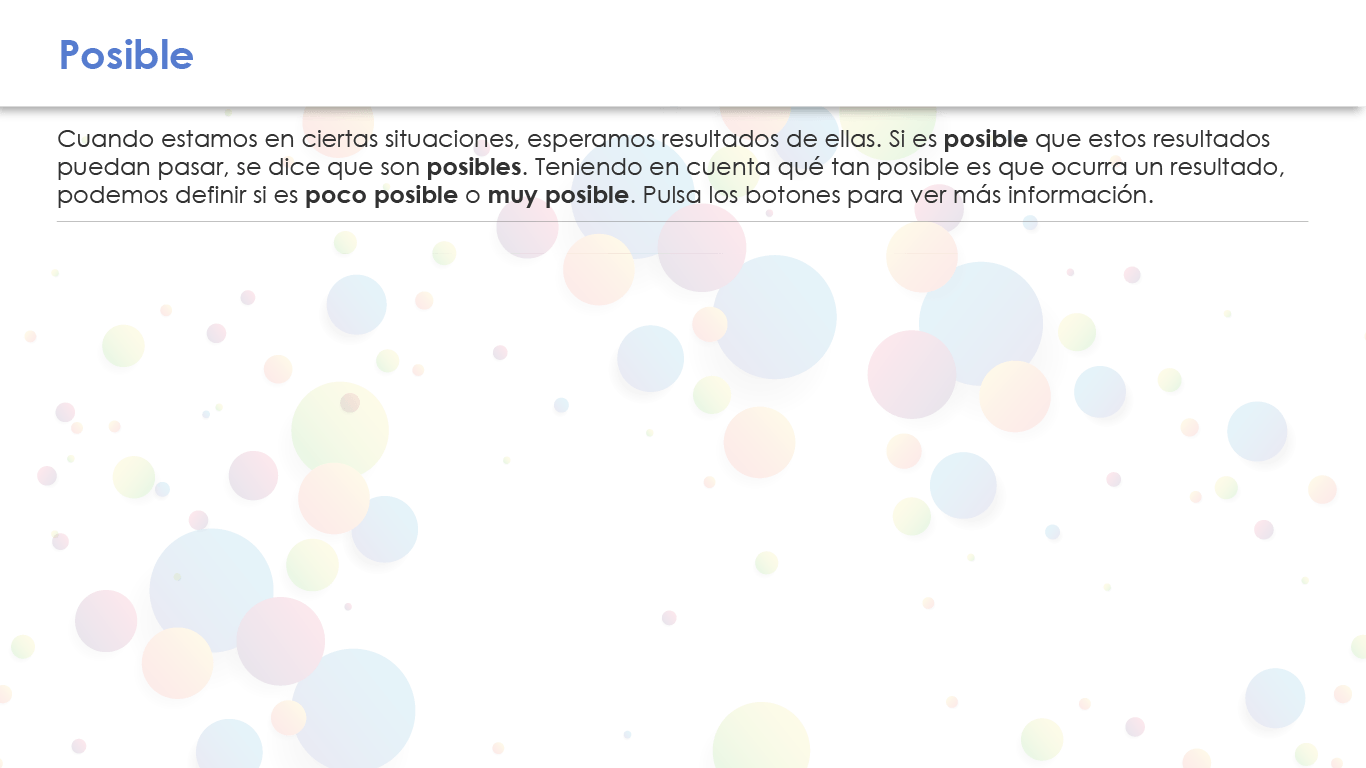 Posible
Cuando estamos en ciertas situaciones, esperamos resultados de ellas. Si es posible que estos resultados
puedan pasar, se dice que son posibles. Teniendo en cuenta qué tan posible es que ocurra un resultado,
podemos definir si es poco posible o muy posible. Pulsa los botones para ver más información.